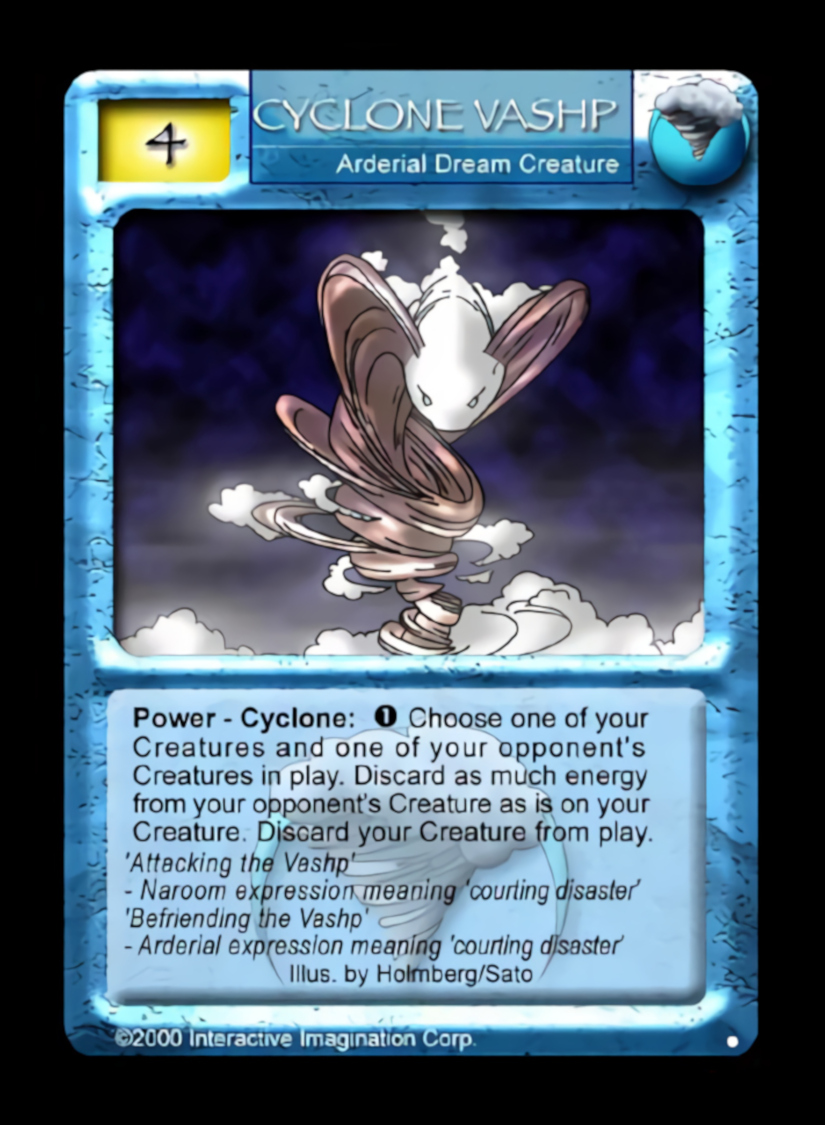 4
CYCLONE VASHP
Arderial Dream Creature
Power - Cyclone: ❶ Choose one of your
Creatures and one of your opponent's
Creatures in play. Discard as much energy
from your opponent's Creature as is on your
Creature. Discard your Creature from play.
'Attacking the Vashp'
- Naroom expression meaning 'courting disaster'
'Befriending the Vashp'
- Arderial expression meaning 'courting disaster'
Illus. by Holmberg/Sato
©2000 Interactive Imagination Corp.